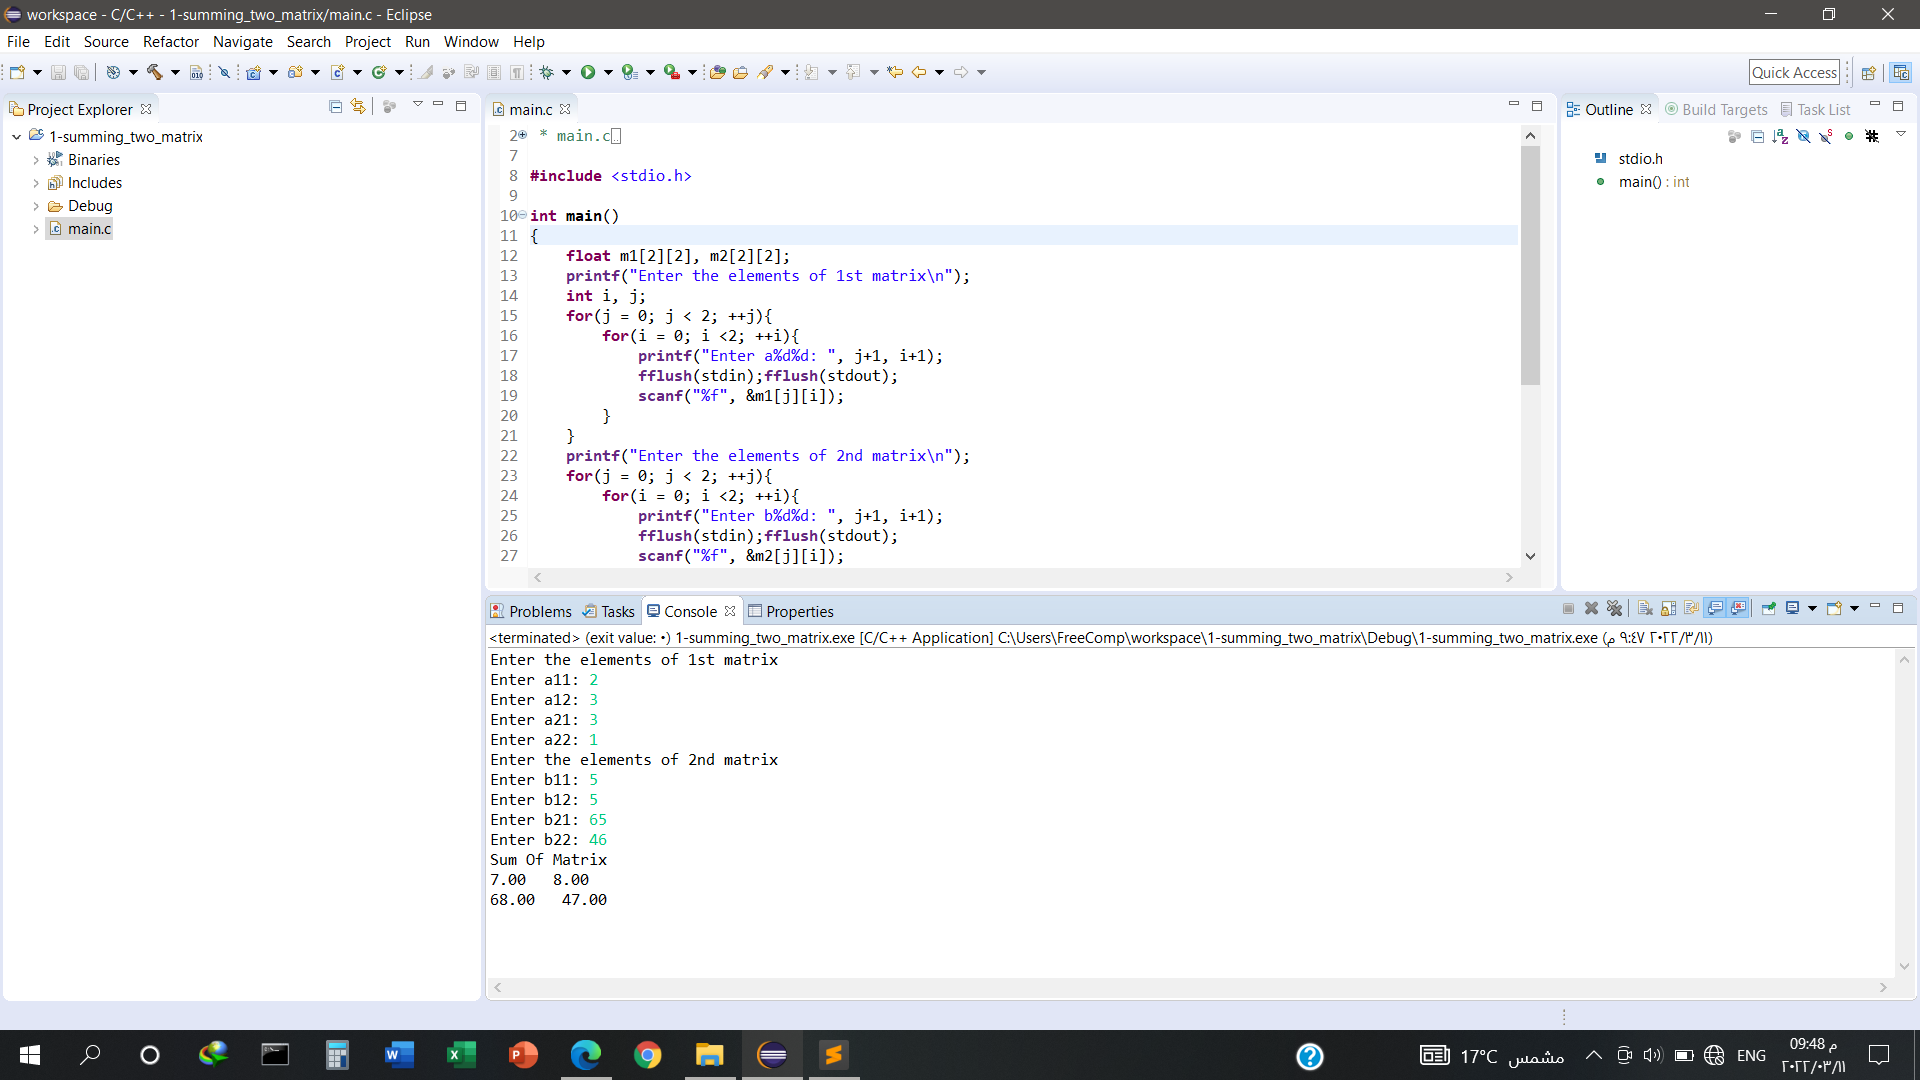 workspace - C/C++ - 1-summing_two_matrix/main.c - Eclipse
File Edit Source Refactor Navigate Search Project Run Window Help
Quick Access
Project Explorer
1-summing_two_matrix
Binaries
Includes
Debug
main.c
main.c
2 * main.c
7
8 #include <stdio.h>
9
10 int main()
11 {
12     float m1[2][2], m2[2][2];
13     printf("Enter the elements of 1st matrix\n");
14     int i, j;
15     for(j = 0; j < 2; ++j){
16         for(i = 0; i <2; ++i){
17             printf("Enter a%d%d: ", j+1, i+1);
18             fflush(stdin);fflush(stdout);
19             scanf("%f", &m1[j][i]);
20         }
21     }
22     printf("Enter the elements of 2nd matrix\n");
23     for(j = 0; j < 2; ++j){
24         for(i = 0; i <2; ++i){
25             printf("Enter b%d%d: ", j+1, i+1);
26             fflush(stdin);fflush(stdout);
27             scanf("%f", &m2[j][i]);
Outline Build Targets Task List
stdio.h
main() : int
Problems Tasks Console Properties
<terminated> (exit value: ٠) 1-summing_two_matrix.exe [C/C++ Application] C:\Users\FreeComp\workspace\1-summing_two_matrix\Debug\1-summing_two_matrix.exe (٢٠٢٢/٣/١١ ٩:٤٧ م)
Enter the elements of 1st matrix
Enter a11: 2
Enter a12: 3
Enter a21: 3
Enter a22: 1
Enter the elements of 2nd matrix
Enter b11: 5
Enter b12: 5
Enter b21: 65
Enter b22: 46
Sum Of Matrix
7.00   8.00
68.00   47.00
17°C مشمس
ENG
09:48 م
٢٠٢٢/٠٣/١١